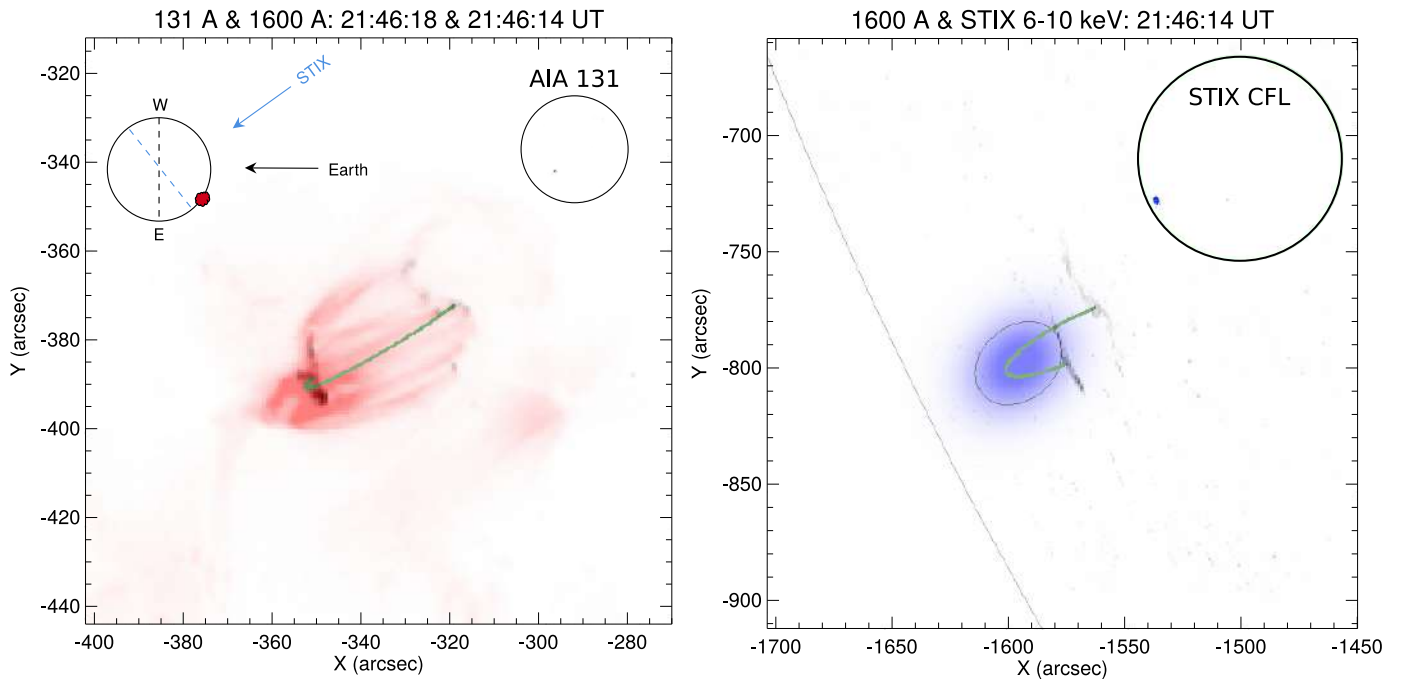 131 A & 1600 A: 21:46:18 & 21:46:14 UT
-320
-340
-360
-380
-400
-420
-440
Y (arcsec)
-400
-380
-360
-340
-320
-300
-280
X (arcsec)
W
E
STIX
Earth
AIA 131
1600 A & STIX 6-10 keV: 21:46:14 UT
-700
-750
-800
-850
-900
Y (arcsec)
-1700
-1650
-1600
-1550
-1500
-1450
X (arcsec)
STIX CFL